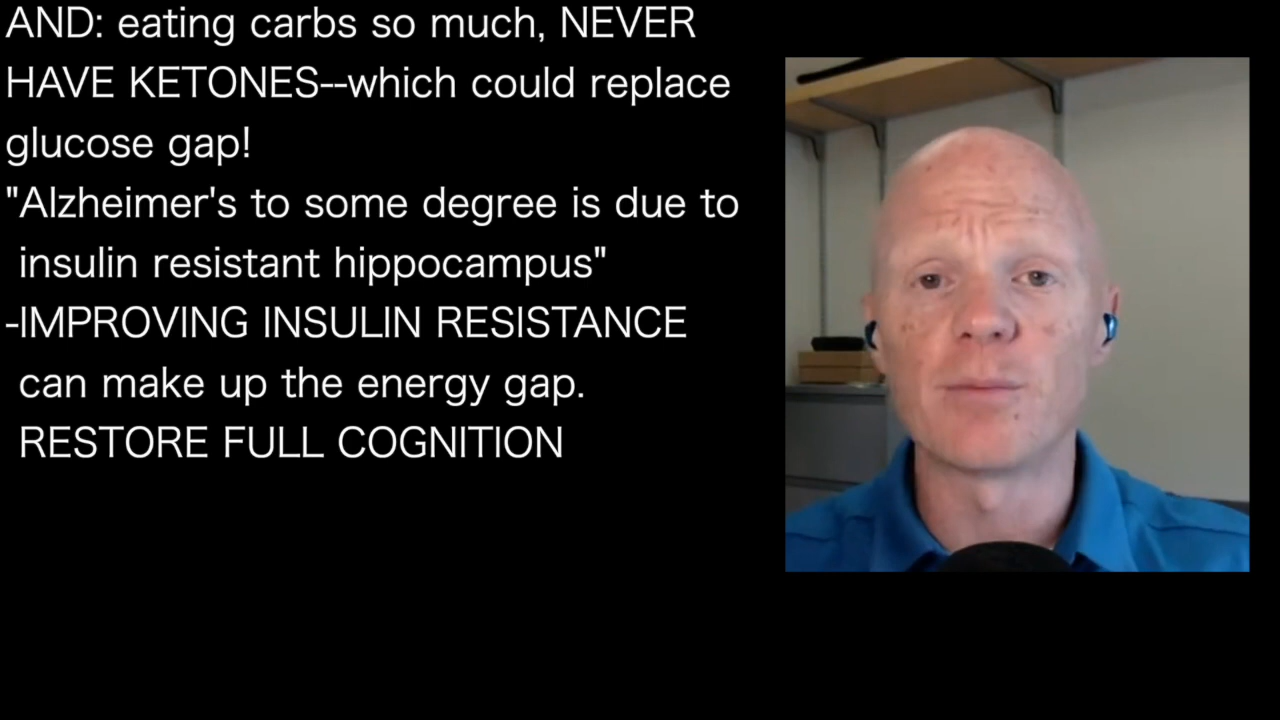 AND: eating carbs so much, NEVER
HAVE KETONES--which could replace
glucose gap!
"Alzheimer's to some degree is due to
insulin resistant hippocampus"
-IMPROVING INSULIN RESISTANCE
can make up the energy gap.
RESTORE FULL COGNITION